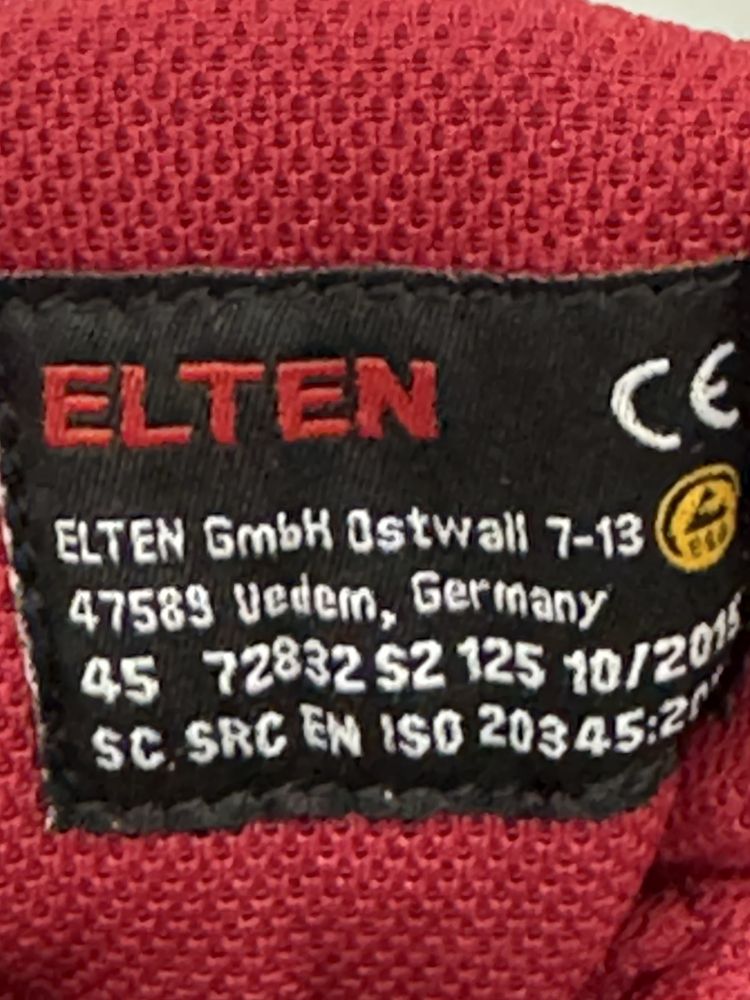 ELTEN CE
ELTEN GmbH Ostwall 7-13 ESD
47589 Uedem, Germany
45 72832 S2 125 10/2015
SC SRC EN ISO 20345: